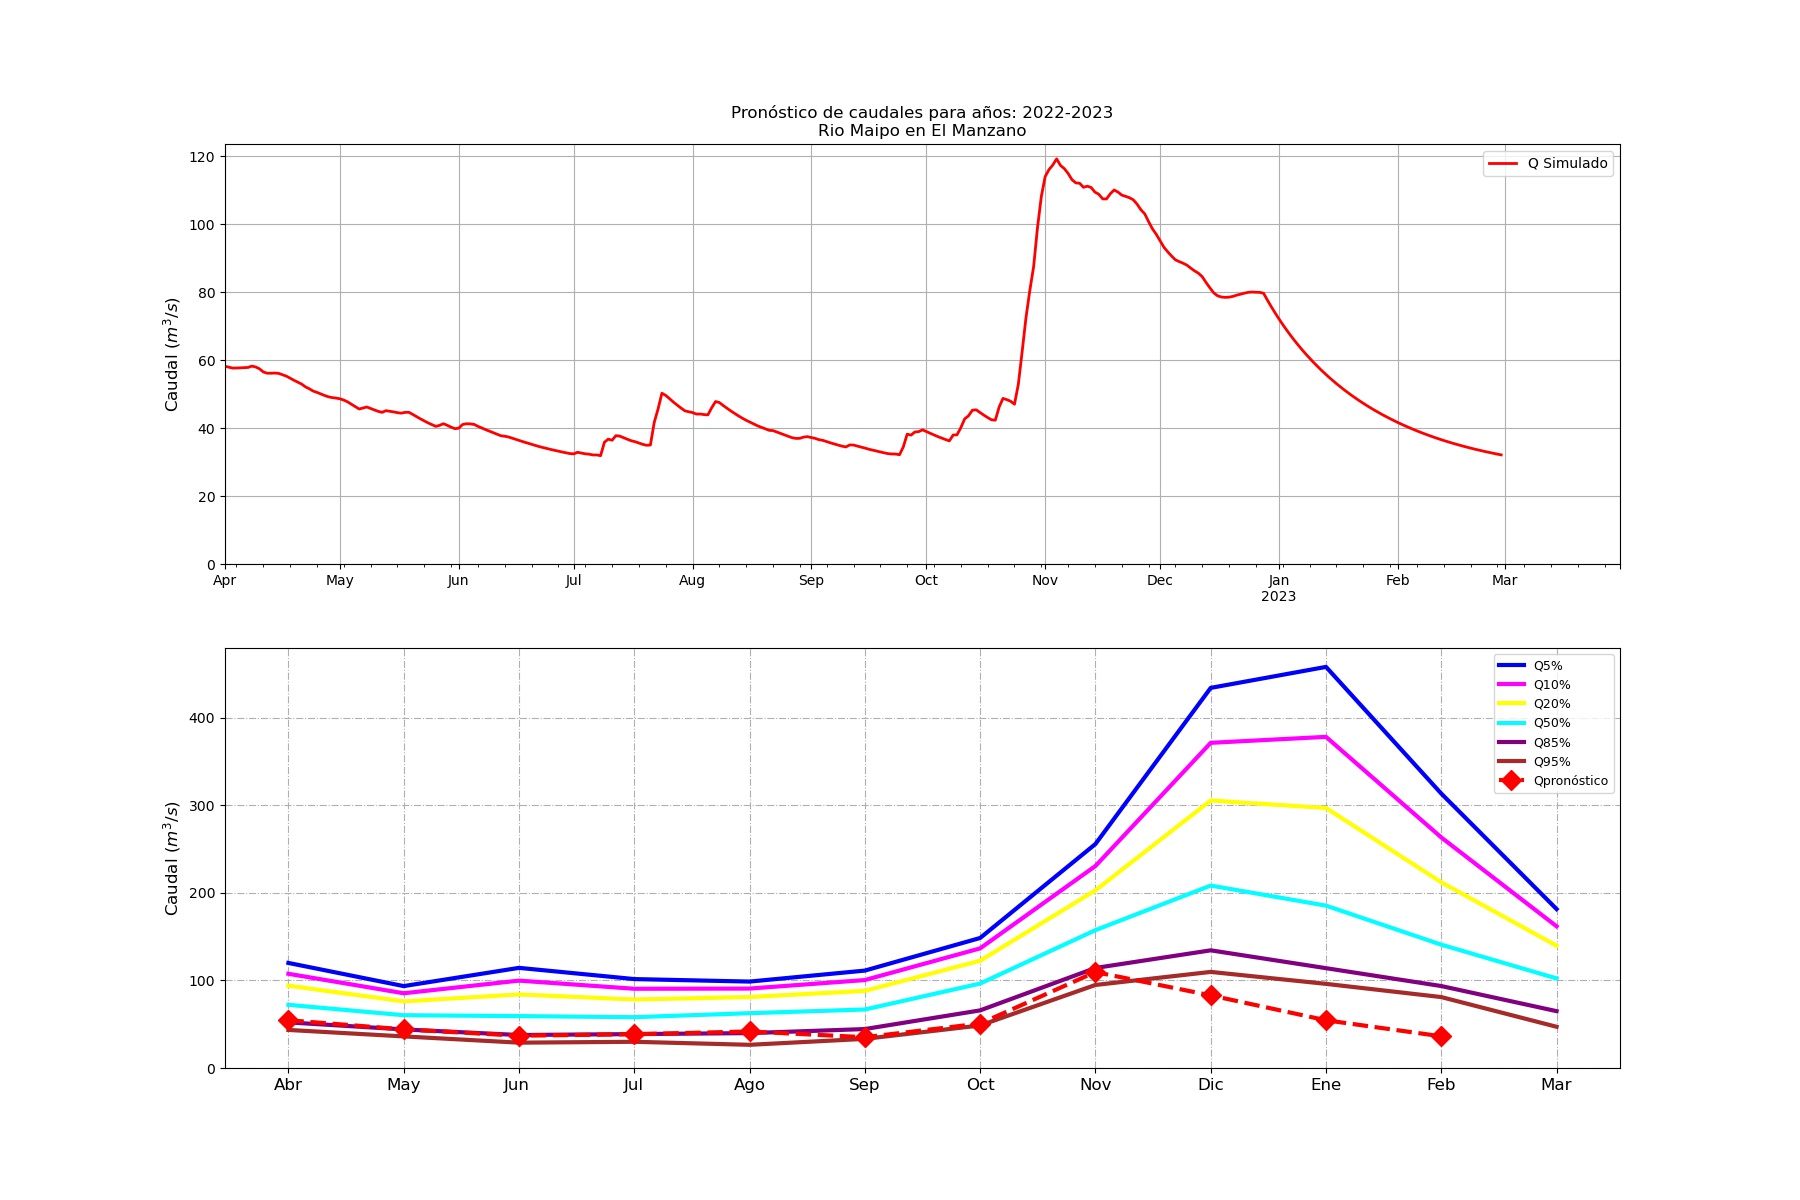 Pronóstico de caudales para años: 2022-2023
Rio Maipo en El Manzano
120
100
80
60
40
20
0
Caudal (m³/s)
Q Simulado
Apr May Jun Jul Aug Sep Oct Nov Dec Jan Feb Mar
2023
400
300
200
100
0
Caudal (m³/s)
Q5%
Q10%
Q20%
Q50%
Q85%
Q95%
Qpronóstico
Abr May Jun Jul Ago Sep Oct Nov Dic Ene Feb Mar